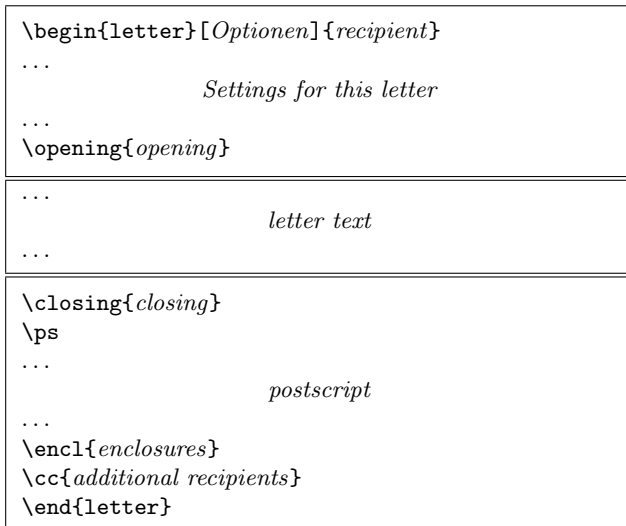 \begin{letter}[Optionen]{recipient}
...
Settings for this letter
...
\opening{opening}
...
letter text
...
\closing{closing}
\ps
...
postscript
...
\encl{enclosures}
\cc{additional recipients}
\end{letter}